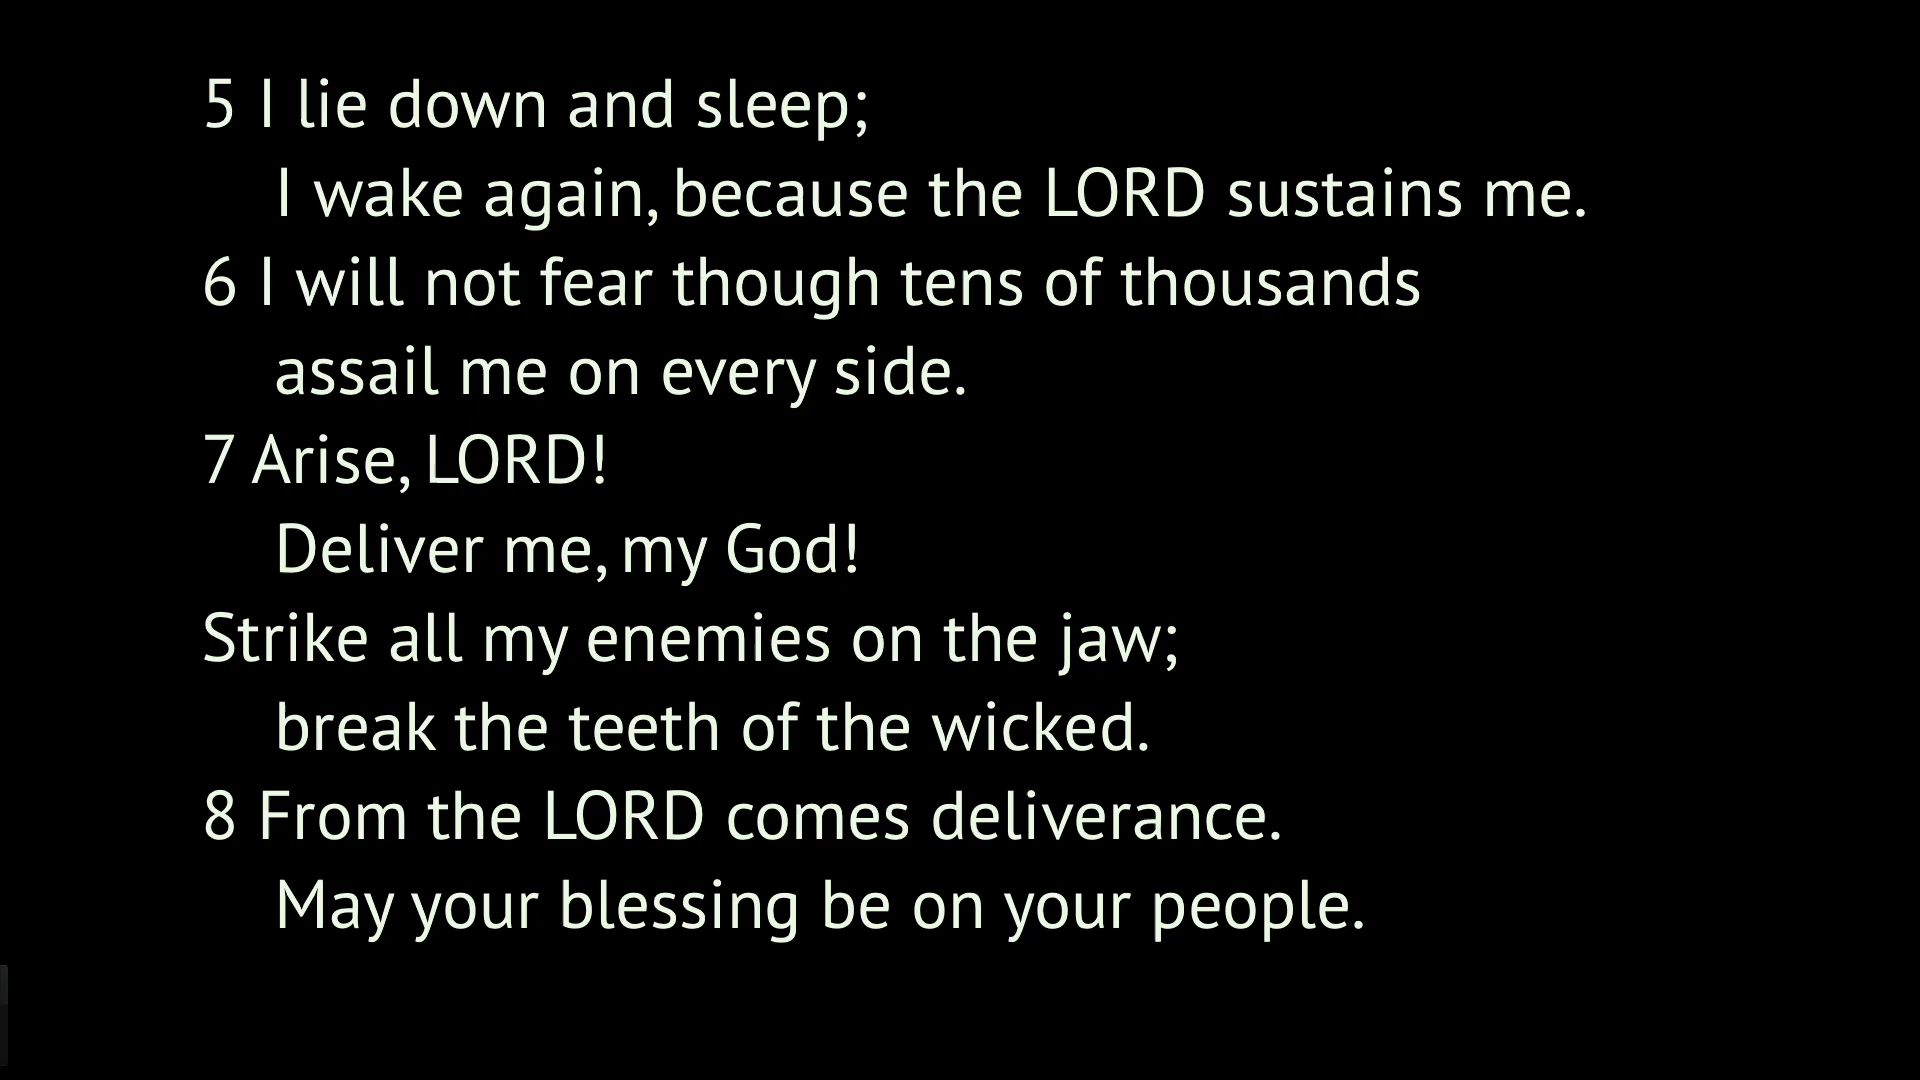 5 I lie down and sleep;
I wake again, because the LORD sustains me.
6 I will not fear though tens of thousands
assail me on every side.
7 Arise, LORD!
Deliver me, my God!
Strike all my enemies on the jaw;
break the teeth of the wicked.
8 From the LORD comes deliverance.
May your blessing be on your people.